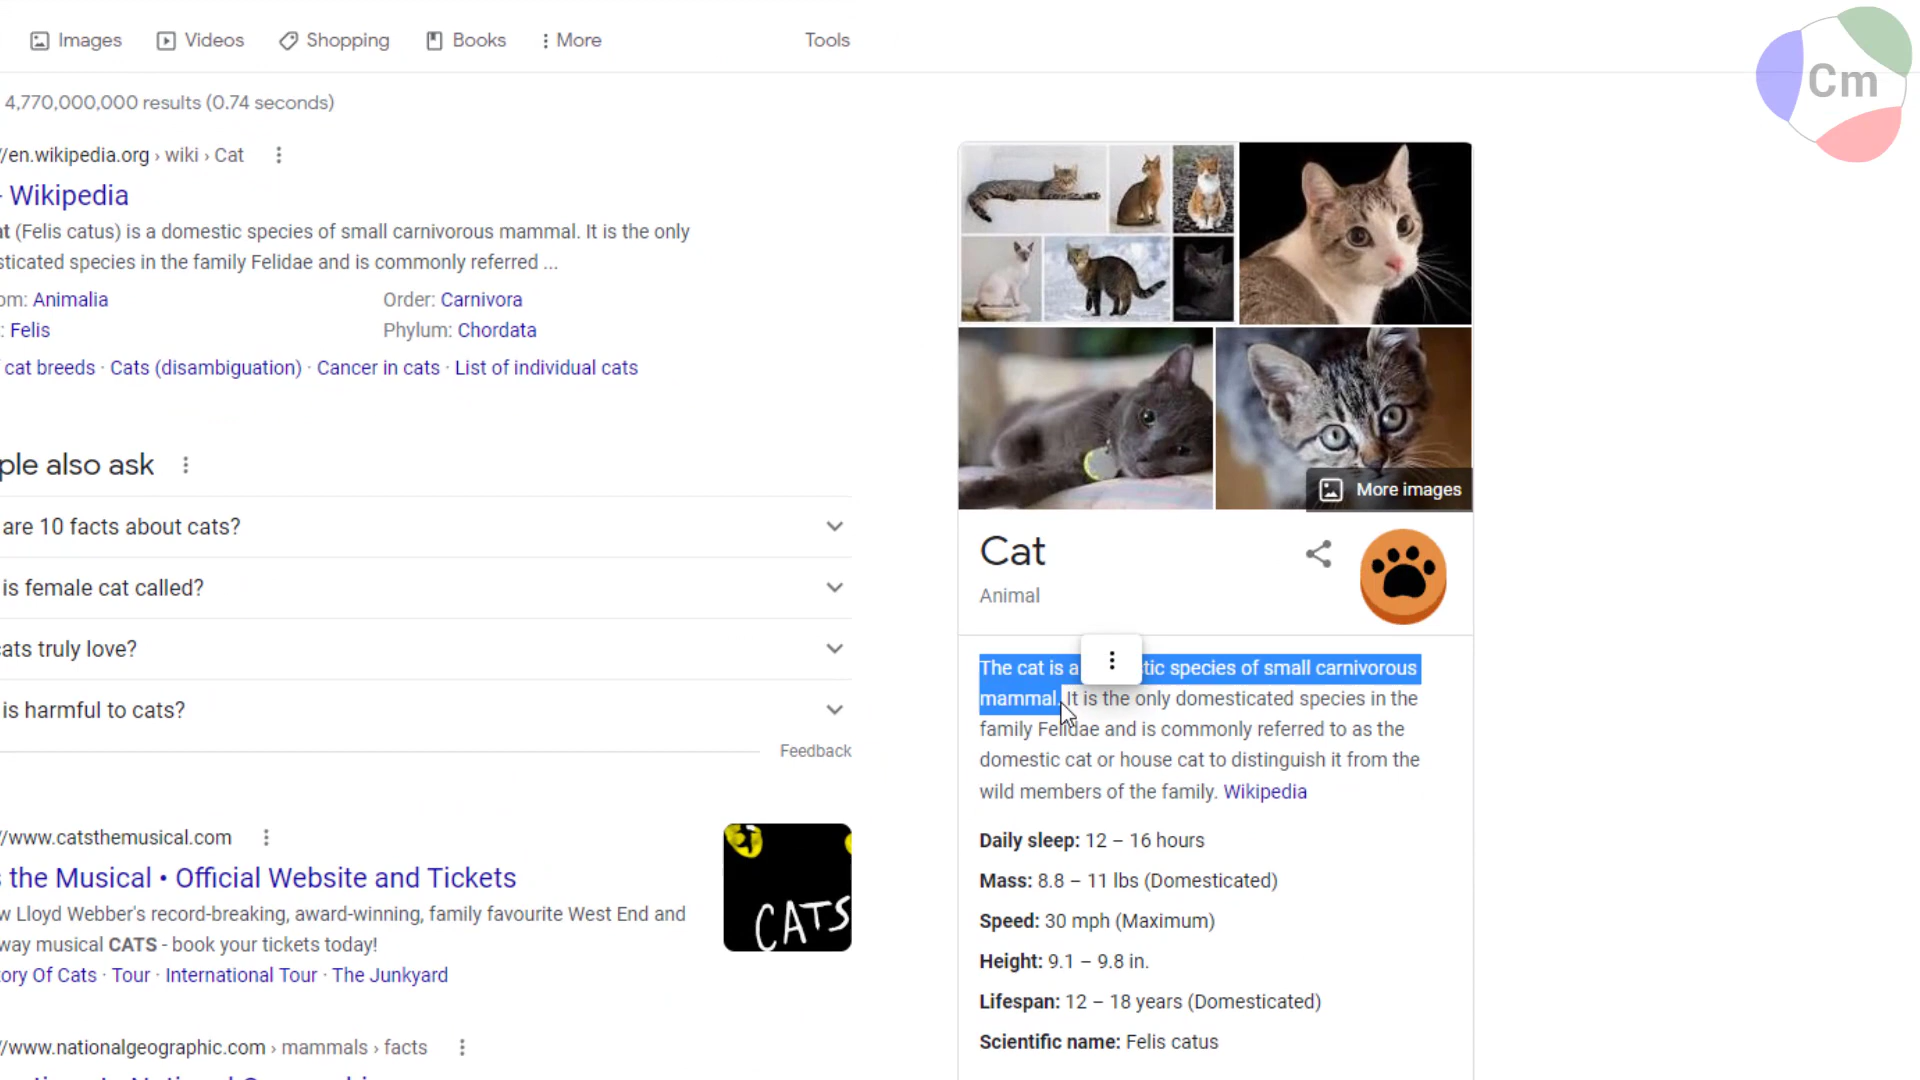 Images Videos Shopping Books More Tools
Cm
4,770,000,000 results (0.74 seconds)
//en.wikipedia.org › wiki › Cat
- Wikipedia
(Felis catus) is a domestic species of small carnivorous mammal. It is the only
species in the family Felidae and is commonly referred ...
Animalia
Order: Carnivora
: Felis
Phylum: Chordata
cat breeds · Cats (disambiguation) · Cancer in cats · List of individual cats
ple also ask
are 10 facts about cats?
is female cat called?
ats truly love?
is harmful to cats?
Feedback
//www.catsthemusical.com
the Musical • Official Website and Tickets
w Lloyd Webber's record-breaking, award-winning, family favourite West End and
way musical CATS - book your tickets today!
ory Of Cats · Tour · International Tour · The Junkyard
CATS
//www.nationalgeographic.com › mammals › facts
More images
Cat
Animal
The cat is a tic species of small carnivorous
mammal. It is the only domesticated species in the
family Felidae and is commonly referred to as the
domestic cat or house cat to distinguish it from the
wild members of the family. Wikipedia
Daily sleep: 12 – 16 hours
Mass: 8.8 – 11 lbs (Domesticated)
Speed: 30 mph (Maximum)
Height: 9.1 – 9.8 in.
Lifespan: 12 – 18 years (Domesticated)
Scientific name: Felis catus